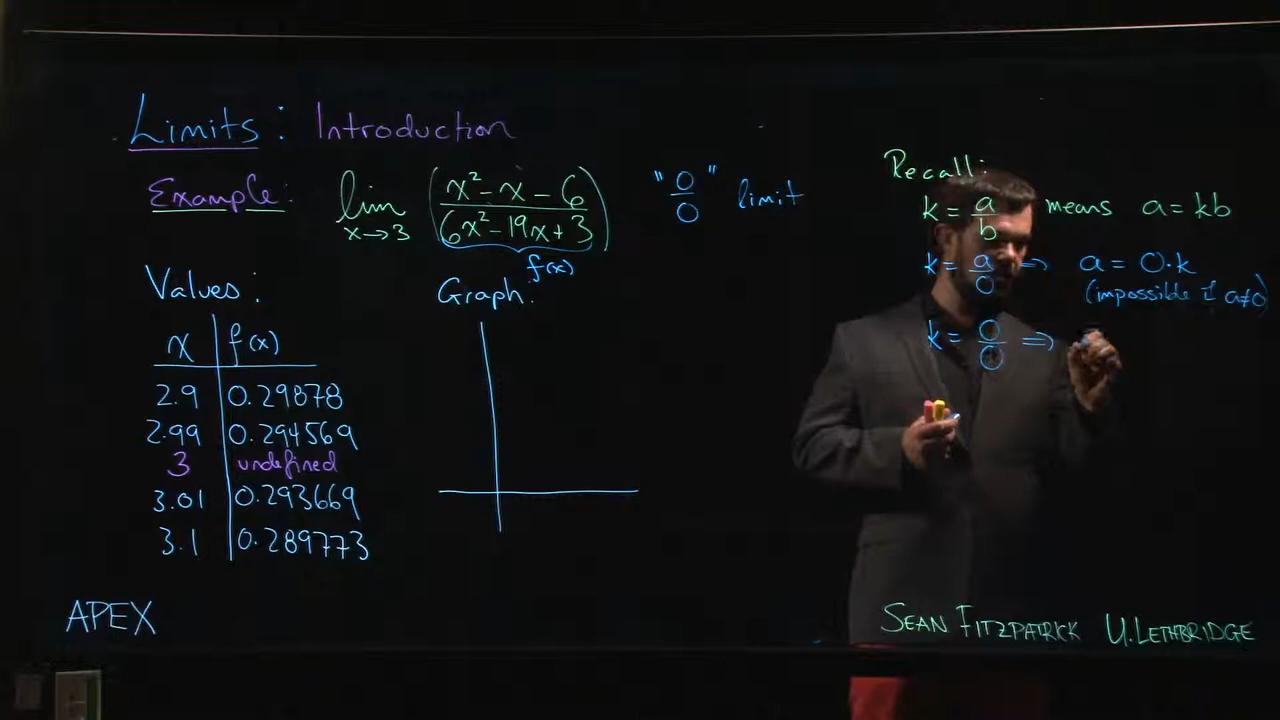 Limits: Introduction
Example: lim x→3 (x²-x-6 / 6x²-19x+3) "0/0" limit
f(x)
Values:
x f(x)
2.9 0.29878
2.99 0.294569
3 undefined
3.01 0.293669
3.1 0.289773
Graph:
Recall:
k = a/b means a = kb
k = a/0 ⇒ a = 0·k
(impossible if a≠0)
k = 0/0 ⇒
APEX
SEAN FITZPATRICK U. LETHBRIDGE